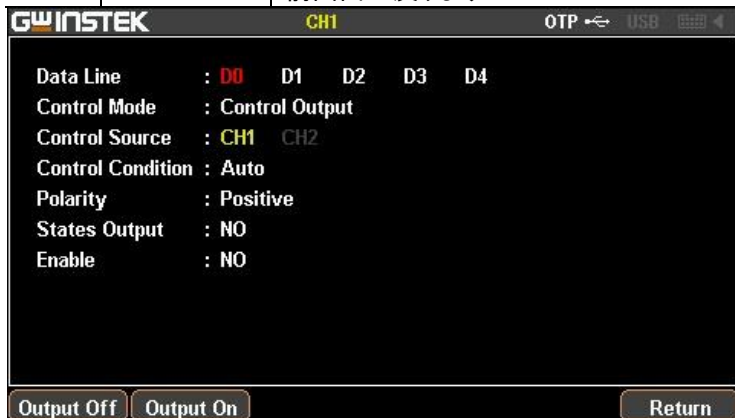 GWINSTEK CH1 OTP USB
Data Line : D0 D1 D2 D3 D4
Control Mode : Control Output
Control Source : CH1 CH2
Control Condition : Auto
Polarity : Positive
States Output : NO
Enable : NO
Output Off Output On Return